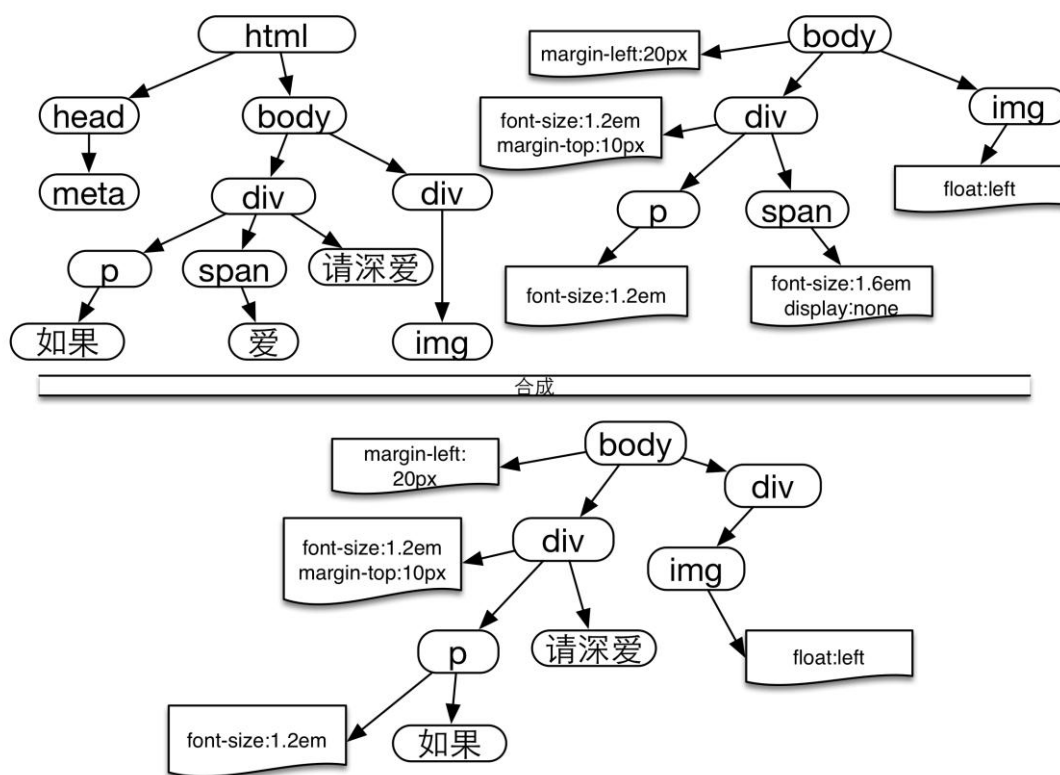 html
head
body
meta
div
div
p
span
请深爱
如果
爱
img
body
margin-left:20px
div
img
font-size:1.2em
margin-top:10px
float:left
p
span
font-size:1.2em
font-size:1.6em
display:none
合成
body
margin-left:
20px
div
div
font-size:1.2em
margin-top:10px
img
p
请深爱
float:left
font-size:1.2em
如果